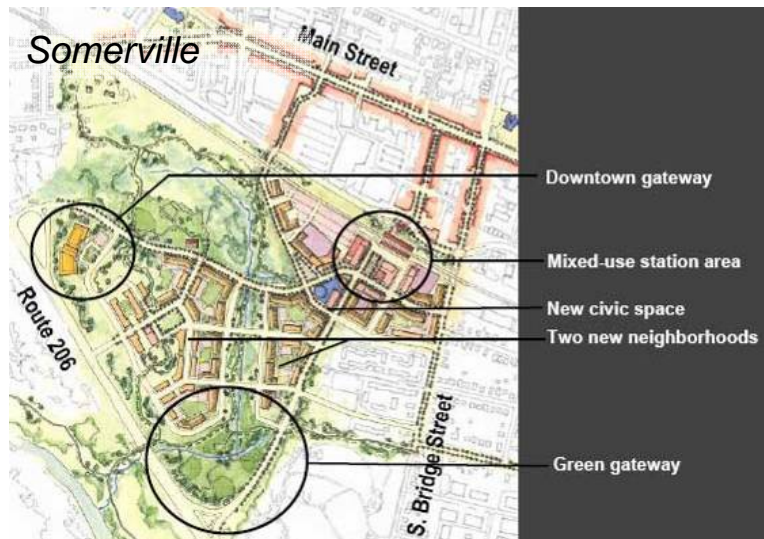 Somerville
Main Street
Downtown gateway
Mixed-use station area
New civic space
Two new neighborhoods
Route 206
S. Bridge Street
Green gateway